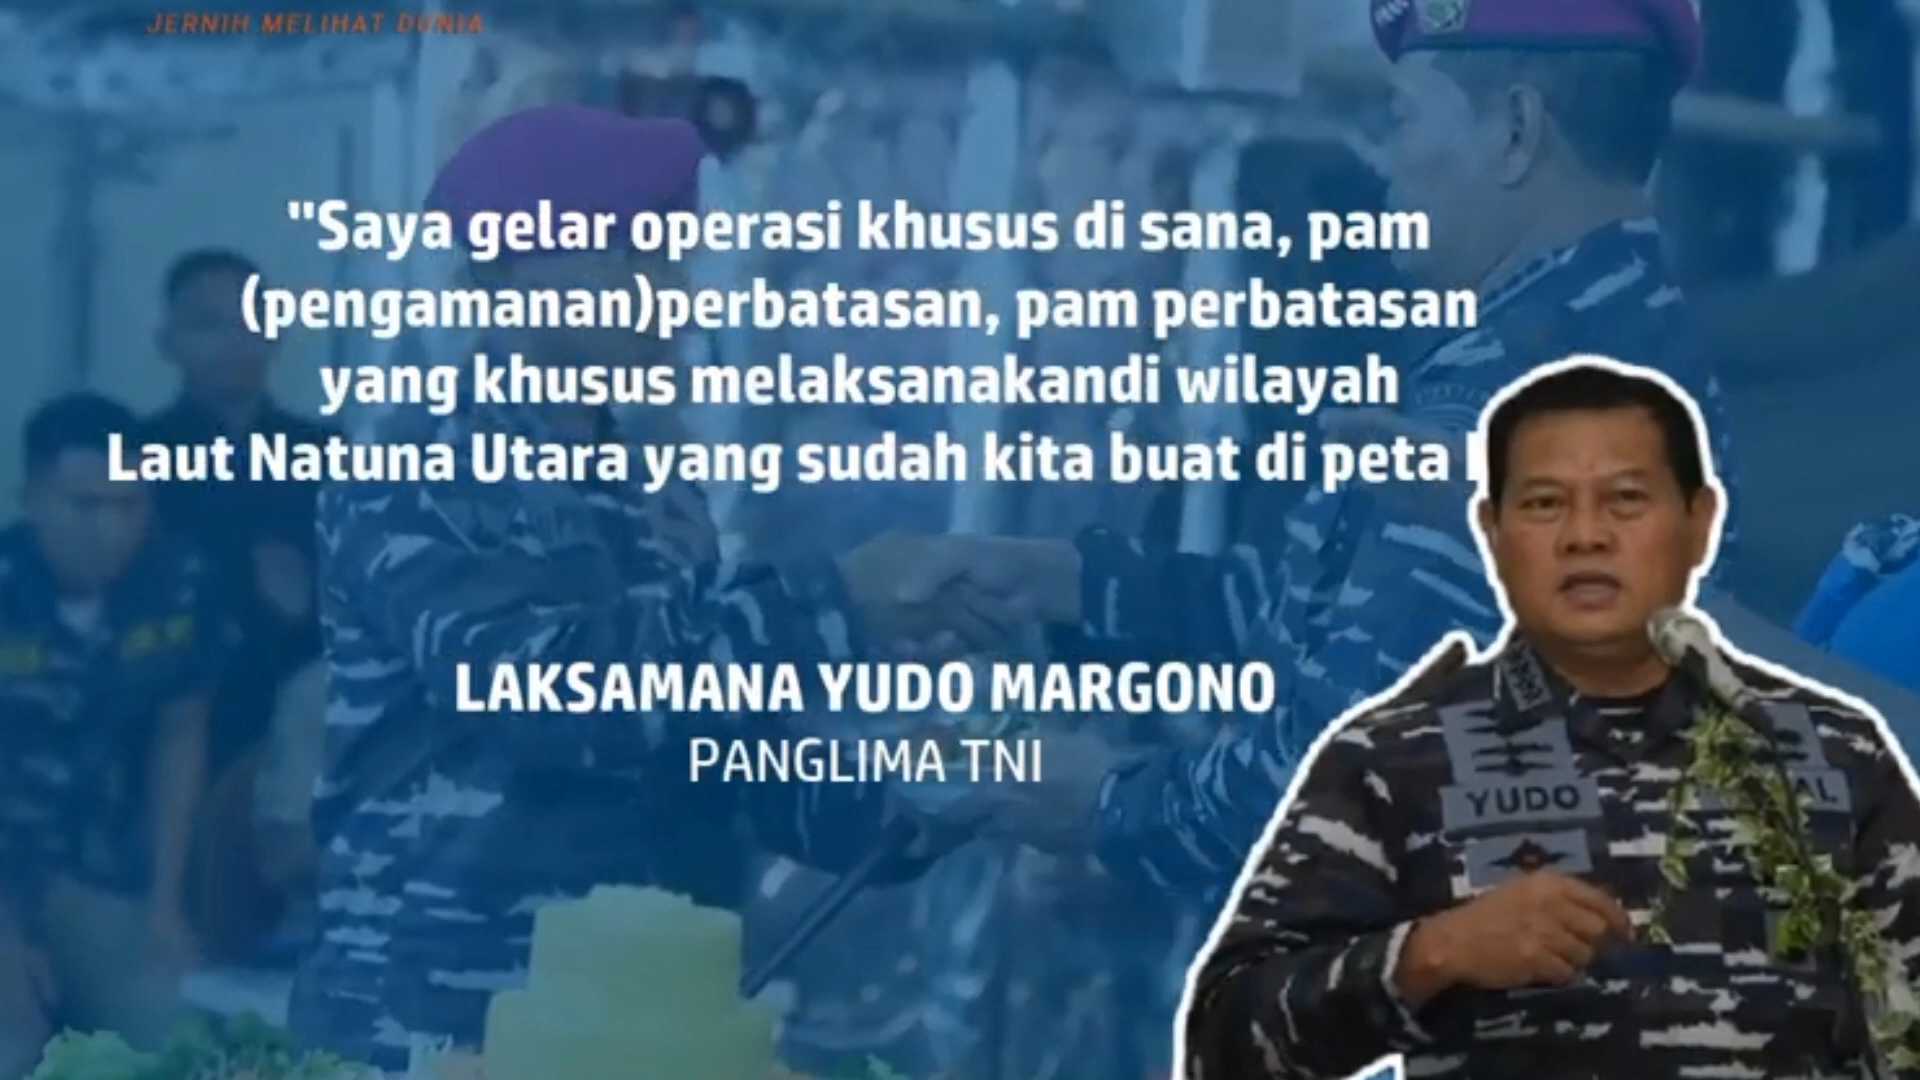 JERNIH MELIHAT DUNIA
"Saya gelar operasi khusus di sana, pam
(pengamanan)perbatasan, pam perbatasan
yang khusus melaksanakandi wilayah
Laut Natuna Utara yang sudah kita buat di peta
LAKSAMANA YUDO MARGONO
PANGLIMA TNI
YUDO